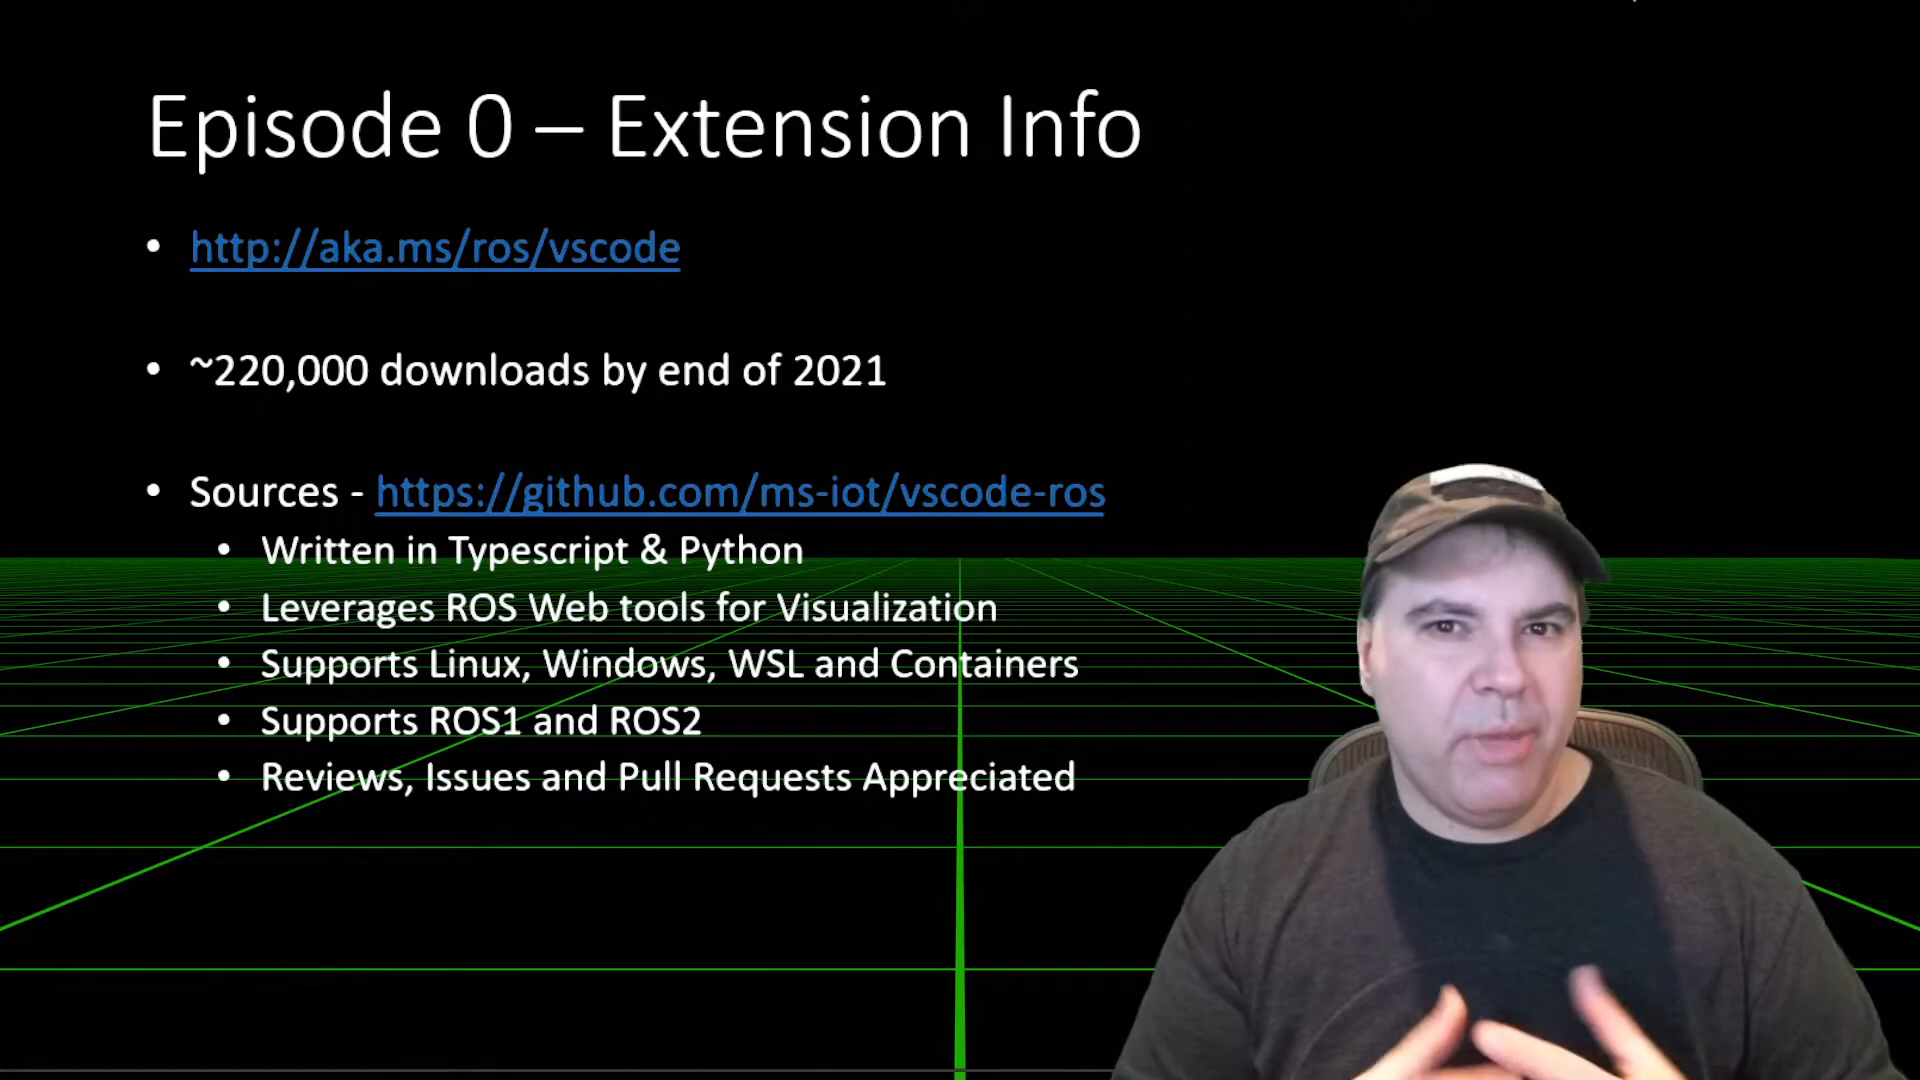 Episode 0 – Extension Info
• http://aka.ms/ros/vscode
• ~220,000 downloads by end of 2021
• Sources - https://github.com/ms-iot/vscode-ros
• Written in Typescript & Python
• Leverages ROS Web tools for Visualization
• Supports Linux, Windows, WSL and Containers
• Supports ROS1 and ROS2
• Reviews, Issues and Pull Requests Appreciated